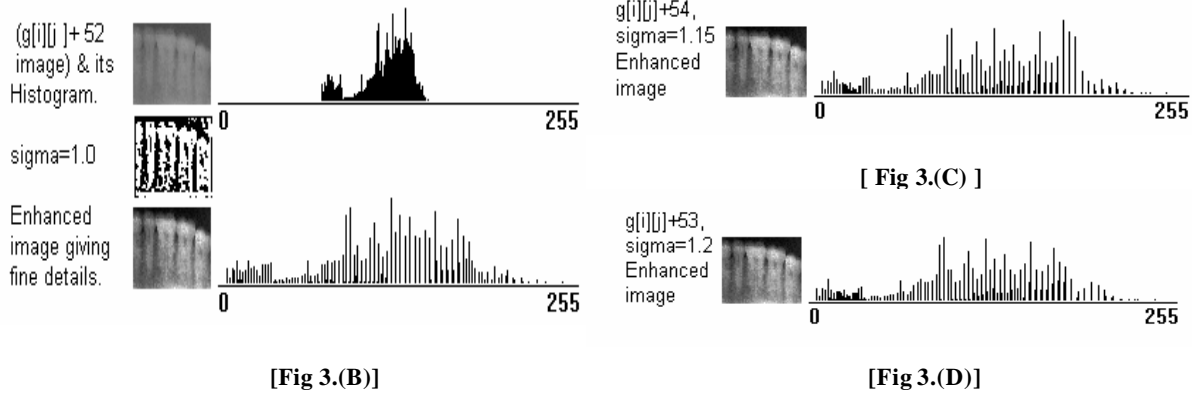 (g[i][j ]+ 52
image) & its
Histogram.
0 255
sigma=1.0
Enhanced
image giving
fine details.
0 255
[Fig 3.(B)]
g[i][j]+54,
sigma=1.15
Enhanced
image
0 255
[ Fig 3.(C) ]
g[i][j]+53,
sigma=1.2
Enhanced
image
0 255
[Fig 3.(D)]